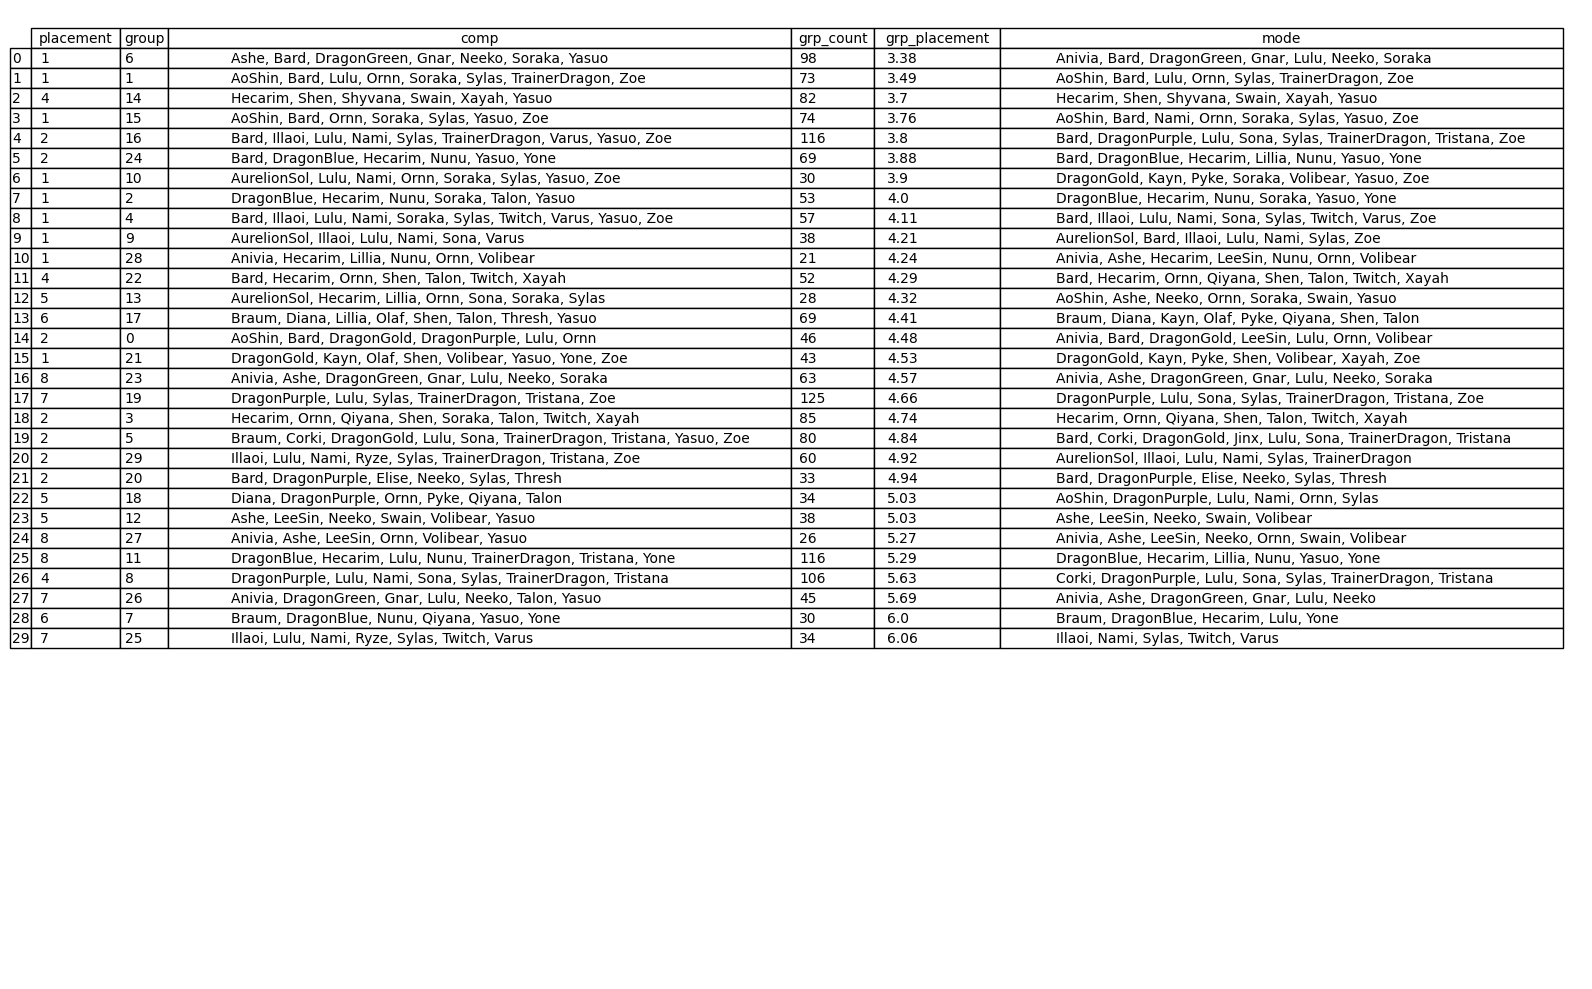 placement group comp grp_count grp_placement mode
0 1 6 Ashe, Bard, DragonGreen, Gnar, Neeko, Soraka, Yasuo 98 3.38 Anivia, Bard, DragonGreen, Gnar, Lulu, Neeko, Soraka
1 1 1 AoShin, Bard, Lulu, Ornn, Soraka, Sylas, TrainerDragon, Zoe 73 3.49 AoShin, Bard, Lulu, Ornn, Sylas, TrainerDragon, Zoe
2 4 14 Hecarim, Shen, Shyvana, Swain, Xayah, Yasuo 82 3.7 Hecarim, Shen, Shyvana, Swain, Xayah, Yasuo
3 1 15 AoShin, Bard, Ornn, Soraka, Sylas, Yasuo, Zoe 74 3.76 AoShin, Bard, Nami, Ornn, Soraka, Sylas, Yasuo, Zoe
4 2 16 Bard, Illaoi, Lulu, Nami, Sylas, TrainerDragon, Varus, Yasuo, Zoe 116 3.8 Bard, DragonPurple, Lulu, Sona, Sylas, TrainerDragon, Tristana, Zoe
5 2 24 Bard, DragonBlue, Hecarim, Nunu, Yasuo, Yone 69 3.88 Bard, DragonBlue, Hecarim, Lillia, Nunu, Yasuo, Yone
6 1 10 AurelionSol, Lulu, Nami, Ornn, Soraka, Sylas, Yasuo, Zoe 30 3.9 DragonGold, Kayn, Pyke, Soraka, Volibear, Yasuo, Zoe
7 1 2 DragonBlue, Hecarim, Nunu, Soraka, Talon, Yasuo 53 4.0 DragonBlue, Hecarim, Nunu, Soraka, Yasuo, Yone
8 1 4 Bard, Illaoi, Lulu, Nami, Soraka, Sylas, Twitch, Varus, Yasuo, Zoe 57 4.11 Bard, Illaoi, Lulu, Nami, Sona, Sylas, Twitch, Varus, Zoe
9 1 9 AurelionSol, Illaoi, Lulu, Nami, Sona, Varus 38 4.21 AurelionSol, Bard, Illaoi, Lulu, Nami, Sylas, Zoe
10 1 28 Anivia, Hecarim, Lillia, Nunu, Ornn, Volibear 21 4.24 Anivia, Ashe, Hecarim, LeeSin, Nunu, Ornn, Volibear
11 4 22 Bard, Hecarim, Ornn, Shen, Talon, Twitch, Xayah 52 4.29 Bard, Hecarim, Ornn, Qiyana, Shen, Talon, Twitch, Xayah
12 5 13 AurelionSol, Hecarim, Lillia, Ornn, Sona, Soraka, Sylas 28 4.32 AoShin, Ashe, Neeko, Ornn, Soraka, Swain, Yasuo
13 6 17 Braum, Diana, Lillia, Olaf, Shen, Talon, Thresh, Yasuo 69 4.41 Braum, Diana, Kayn, Olaf, Pyke, Qiyana, Shen, Talon
14 2 0 AoShin, Bard, DragonGold, DragonPurple, Lulu, Ornn 46 4.48 Anivia, Bard, DragonGold, LeeSin, Lulu, Ornn, Volibear
15 1 21 DragonGold, Kayn, Olaf, Shen, Volibear, Yasuo, Yone, Zoe 43 4.53 DragonGold, Kayn, Pyke, Shen, Volibear, Xayah, Zoe
16 8 23 Anivia, Ashe, DragonGreen, Gnar, Lulu, Neeko, Soraka 63 4.57 Anivia, Ashe, DragonGreen, Gnar, Lulu, Neeko, Soraka
17 7 19 DragonPurple, Lulu, Sylas, TrainerDragon, Tristana, Zoe 125 4.66 DragonPurple, Lulu, Sona, Sylas, TrainerDragon, Tristana, Zoe
18 2 3 Hecarim, Ornn, Qiyana, Shen, Soraka, Talon, Twitch, Xayah 85 4.74 Hecarim, Ornn, Qiyana, Shen, Talon, Twitch, Xayah
19 2 5 Braum, Corki, DragonGold, Lulu, Sona, TrainerDragon, Tristana, Yasuo, Zoe 80 4.84 Bard, Corki, DragonGold, Jinx, Lulu, Sona, TrainerDragon, Tristana
20 2 29 Illaoi, Lulu, Nami, Ryze, Sylas, TrainerDragon, Tristana, Zoe 60 4.92 AurelionSol, Illaoi, Lulu, Nami, Sylas, TrainerDragon
21 2 20 Bard, DragonPurple, Elise, Neeko, Sylas, Thresh 33 4.94 Bard, DragonPurple, Elise, Neeko, Sylas, Thresh
22 5 18 Diana, DragonPurple, Ornn, Pyke, Qiyana, Talon 34 5.03 AoShin, DragonPurple, Lulu, Nami, Ornn, Sylas
23 5 12 Ashe, LeeSin, Neeko, Swain, Volibear, Yasuo 38 5.03 Ashe, LeeSin, Neeko, Swain, Volibear
24 8 27 Anivia, Ashe, LeeSin, Ornn, Volibear, Yasuo 26 5.27 Anivia, Ashe, LeeSin, Neeko, Ornn, Swain, Volibear
25 8 11 DragonBlue, Hecarim, Lulu, Nunu, TrainerDragon, Tristana, Yone 116 5.29 DragonBlue, Hecarim, Lillia, Nunu, Yasuo, Yone
26 4 8 DragonPurple, Lulu, Nami, Sona, Sylas, TrainerDragon, Tristana 106 5.63 Corki, DragonPurple, Lulu, Sona, Sylas, TrainerDragon, Tristana
27 7 26 Anivia, DragonGreen, Gnar, Lulu, Neeko, Talon, Yasuo 45 5.69 Anivia, Ashe, DragonGreen, Gnar, Lulu, Neeko
28 6 7 Braum, DragonBlue, Nunu, Qiyana, Yasuo, Yone 30 6.0 Braum, DragonBlue, Hecarim, Lulu, Yone
29 7 25 Illaoi, Lulu, Nami, Ryze, Sylas, Twitch, Varus 34 6.06 Illaoi, Nami, Sylas, Twitch, Varus